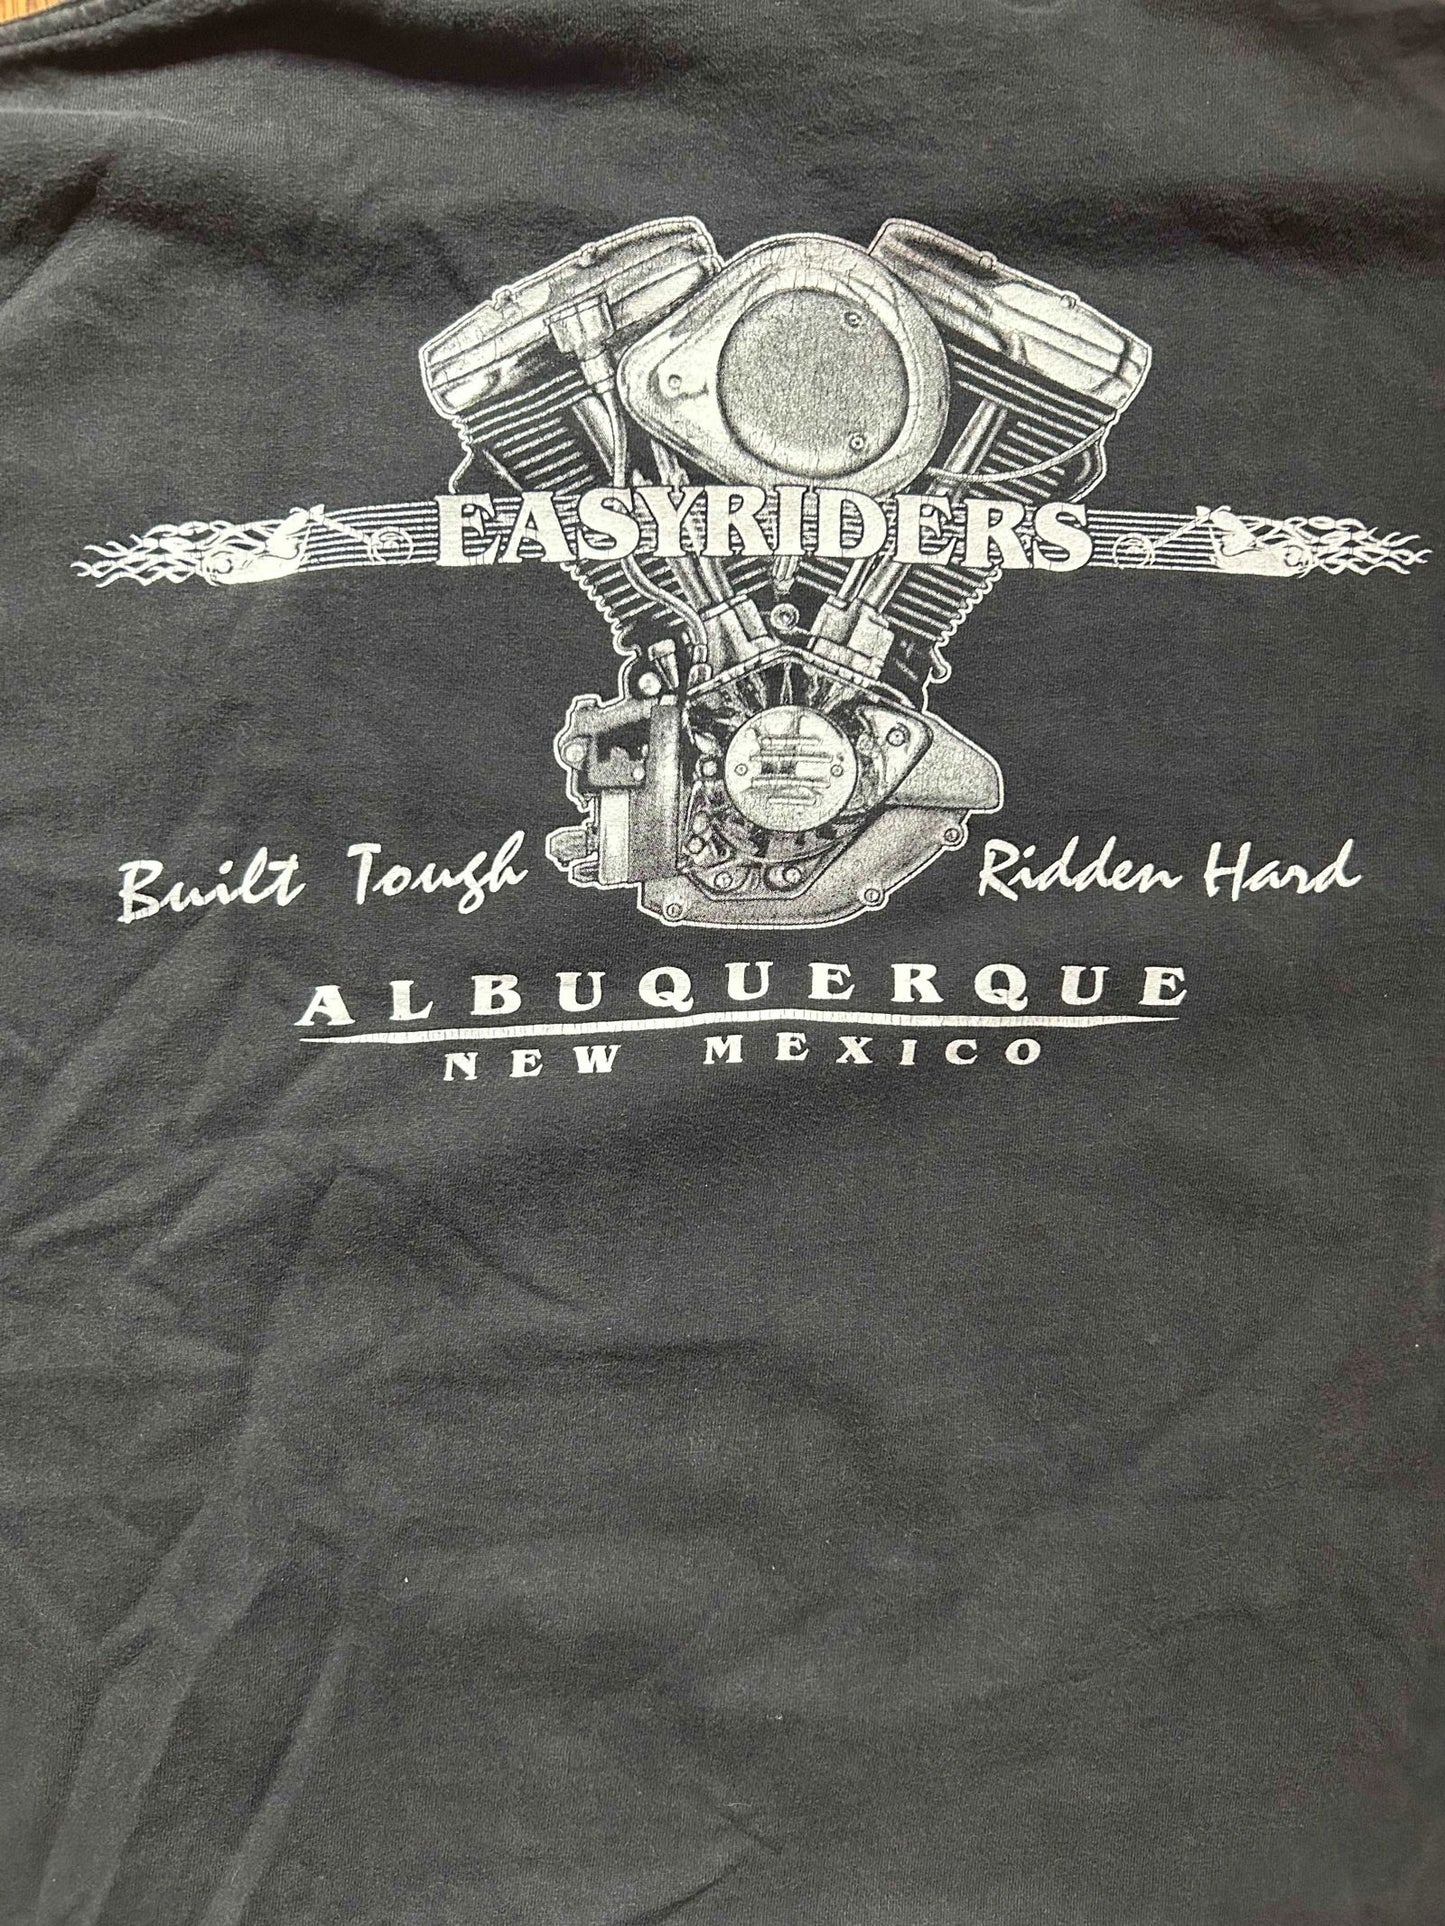 EASYRIDERS
Built Tough Ridden Hard
ALBUQUERQUE
NEW MEXICO